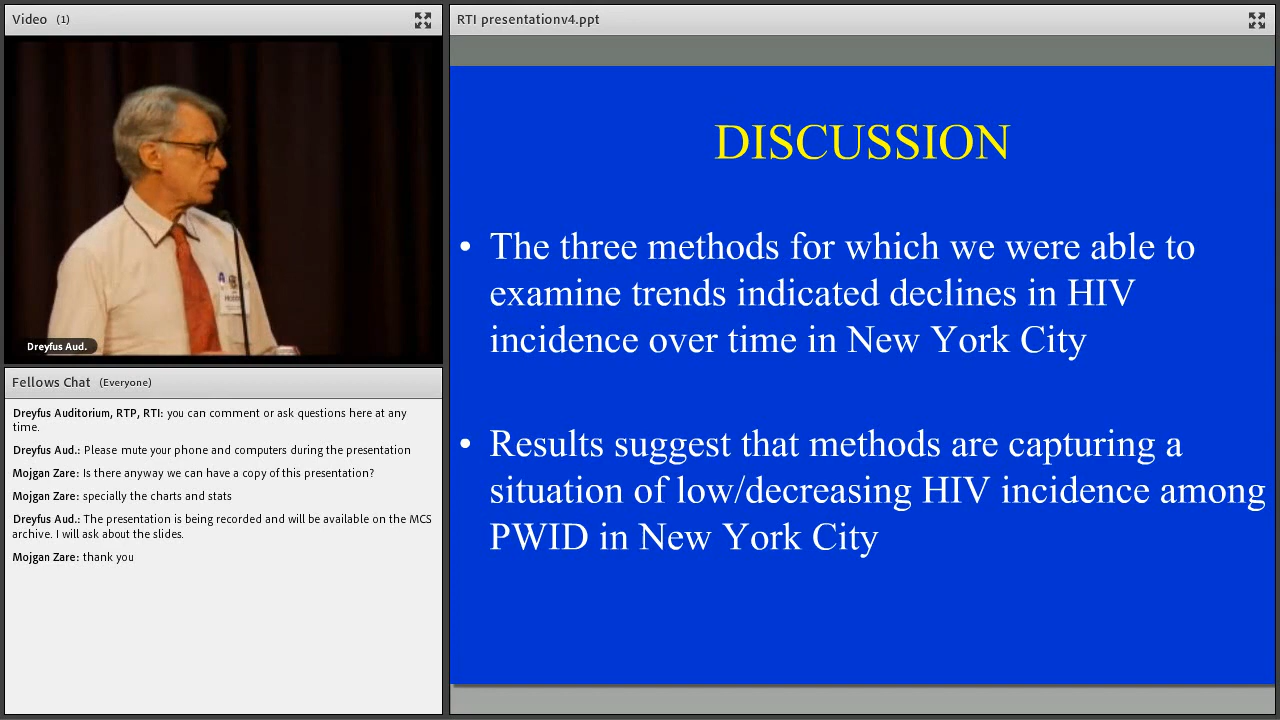 Video (1)
Dreyfus Aud.
Fellows Chat (Everyone)
Dreyfus Auditorium, RTP, RTI: you can comment or ask questions here at any
time.
Dreyfus Aud.: Please mute your phone and computers during the presentation
Mojgan Zare: Is there anyway we can have a copy of this presentation?
Mojgan Zare: specially the charts and stats
Dreyfus Aud.: The presentation is being recorded and will be available on the MCS
archive. I will ask about the slides.
Mojgan Zare: thank you
RTI presentationv4.ppt
DISCUSSION
• The three methods for which we were able to
examine trends indicated declines in HIV
incidence over time in New York City
• Results suggest that methods are capturing a
situation of low/decreasing HIV incidence among
PWID in New York City